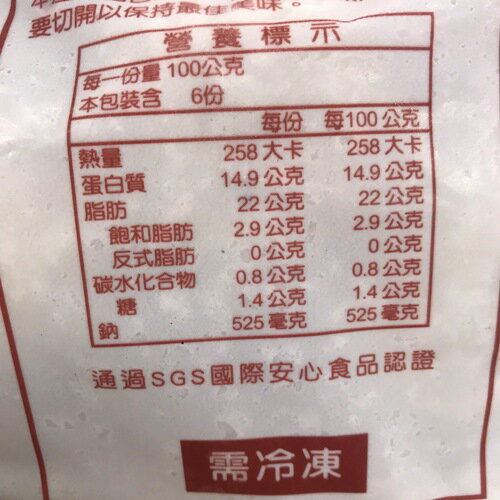 要切開以保持最佳美味。
營養標示
每一份量 100公克
本包裝含 6份
每份 每100公克
熱量 258大卡 258大卡
蛋白質 14.9公克 14.9公克
脂肪 22公克 22公克
飽和脂肪 2.9公克 2.9公克
反式脂肪 0公克 0公克
碳水化合物 0.8公克 0.8公克
糖 1.4公克 1.4公克
鈉 525毫克 525毫克
通過SGS國際安心食品認證
需冷凍